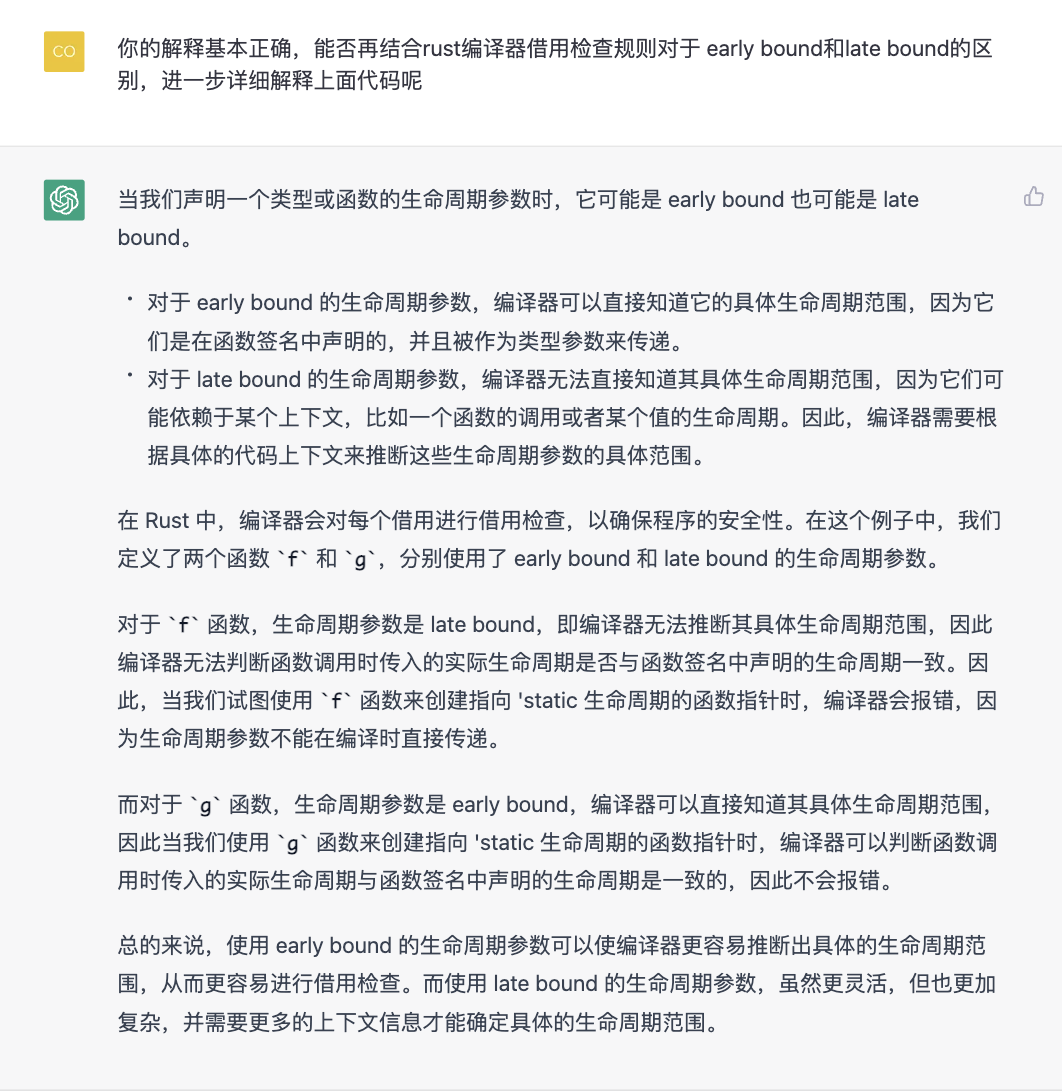 CO
你的解释基本正确，能否再结合rust编译器借用检查规则对于 early bound和late bound的区
别，进一步详细解释上面代码呢
当我们声明一个类型或函数的生命周期参数时，它可能是 early bound 也可能是 late
bound。
• 对于 early bound 的生命周期参数，编译器可以直接知道它的具体生命周期范围，因为它
们是在函数签名中声明的，并且被作为类型参数来传递。
• 对于 late bound 的生命周期参数，编译器无法直接知道其具体生命周期范围，因为它们可
能依赖于某个上下文，比如一个函数的调用或者某个值的生命周期。因此，编译器需要根
据具体的代码上下文来推断这些生命周期参数的具体范围。
在 Rust 中，编译器会对每个借用进行借用检查，以确保程序的安全性。在这个例子中，我们
定义了两个函数 `f` 和 `g`，分别使用了 early bound 和 late bound 的生命周期参数。
对于 `f` 函数，生命周期参数是 late bound，即编译器无法推断其具体生命周期范围，因此
编译器无法判断函数调用时传入的实际生命周期是否与函数签名中声明的生命周期一致。因
此，当我们试图使用 `f` 函数来创建指向 'static 生命周期的函数指针时，编译器会报错，因
为生命周期参数不能在编译时直接传递。
而对于 `g` 函数，生命周期参数是 early bound，编译器可以直接知道其具体生命周期范围，
因此当我们使用 `g` 函数来创建指向 'static 生命周期的函数指针时，编译器可以判断函数调
用时传入的实际生命周期与函数签名中声明的生命周期是一致的，因此不会报错。
总的来说，使用 early bound 的生命周期参数可以使编译器更容易推断出具体的生命周期范
围，从而更容易进行借用检查。而使用 late bound 的生命周期参数，虽然更灵活，但也更加
复杂，并需要更多的上下文信息才能确定具体的生命周期范围。